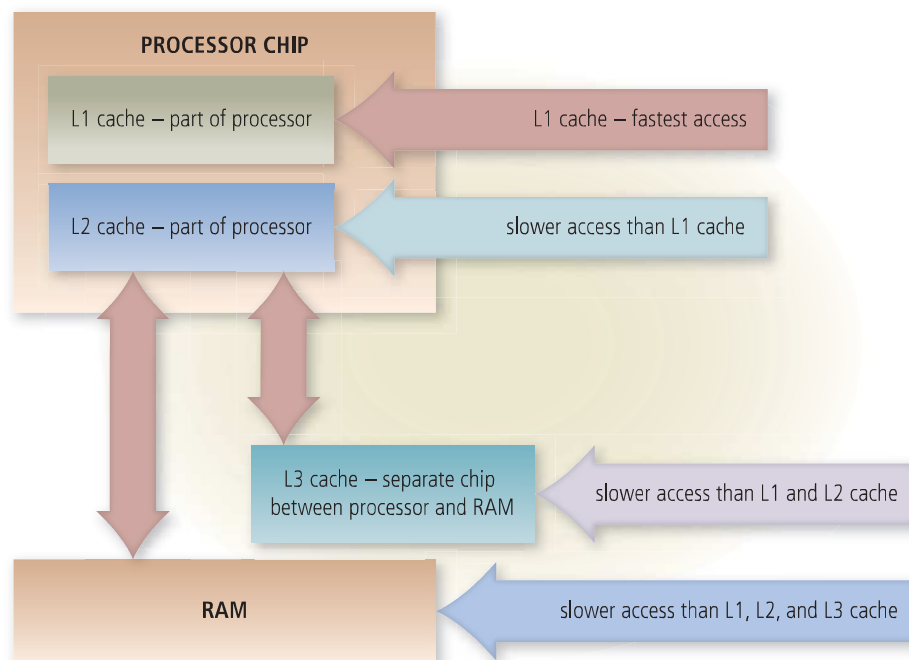 PROCESSOR CHIP
L1 cache – part of processor
L1 cache – fastest access
L2 cache – part of processor
slower access than L1 cache
L3 cache – separate chip
between processor and RAM
slower access than L1 and L2 cache
RAM
slower access than L1, L2, and L3 cache